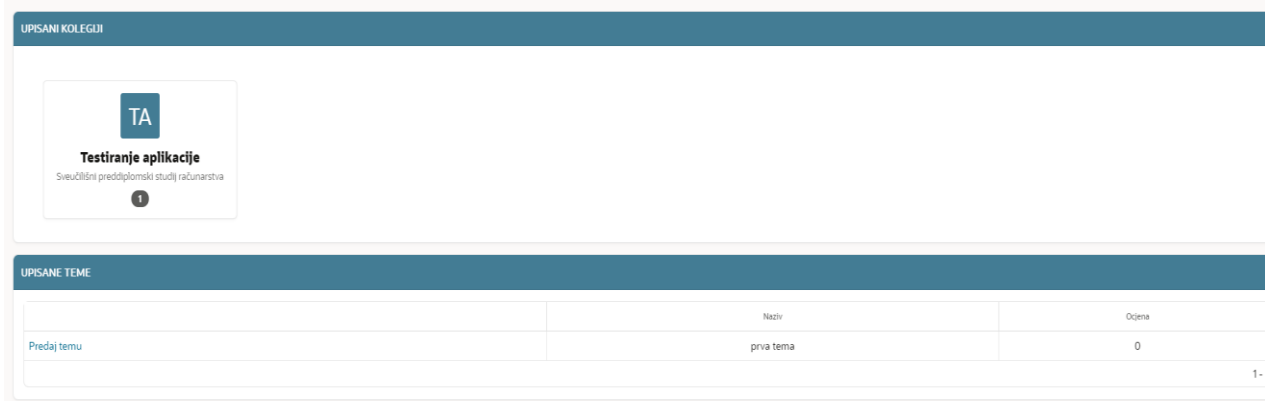 UPISANI KOLEGIJI
TA
Testiranje aplikacije
Sveučilišni preddiplomski studij računarstva
1
UPISANE TEME
Naziv Ocjena
Predaj temu prva tema 0
1 -